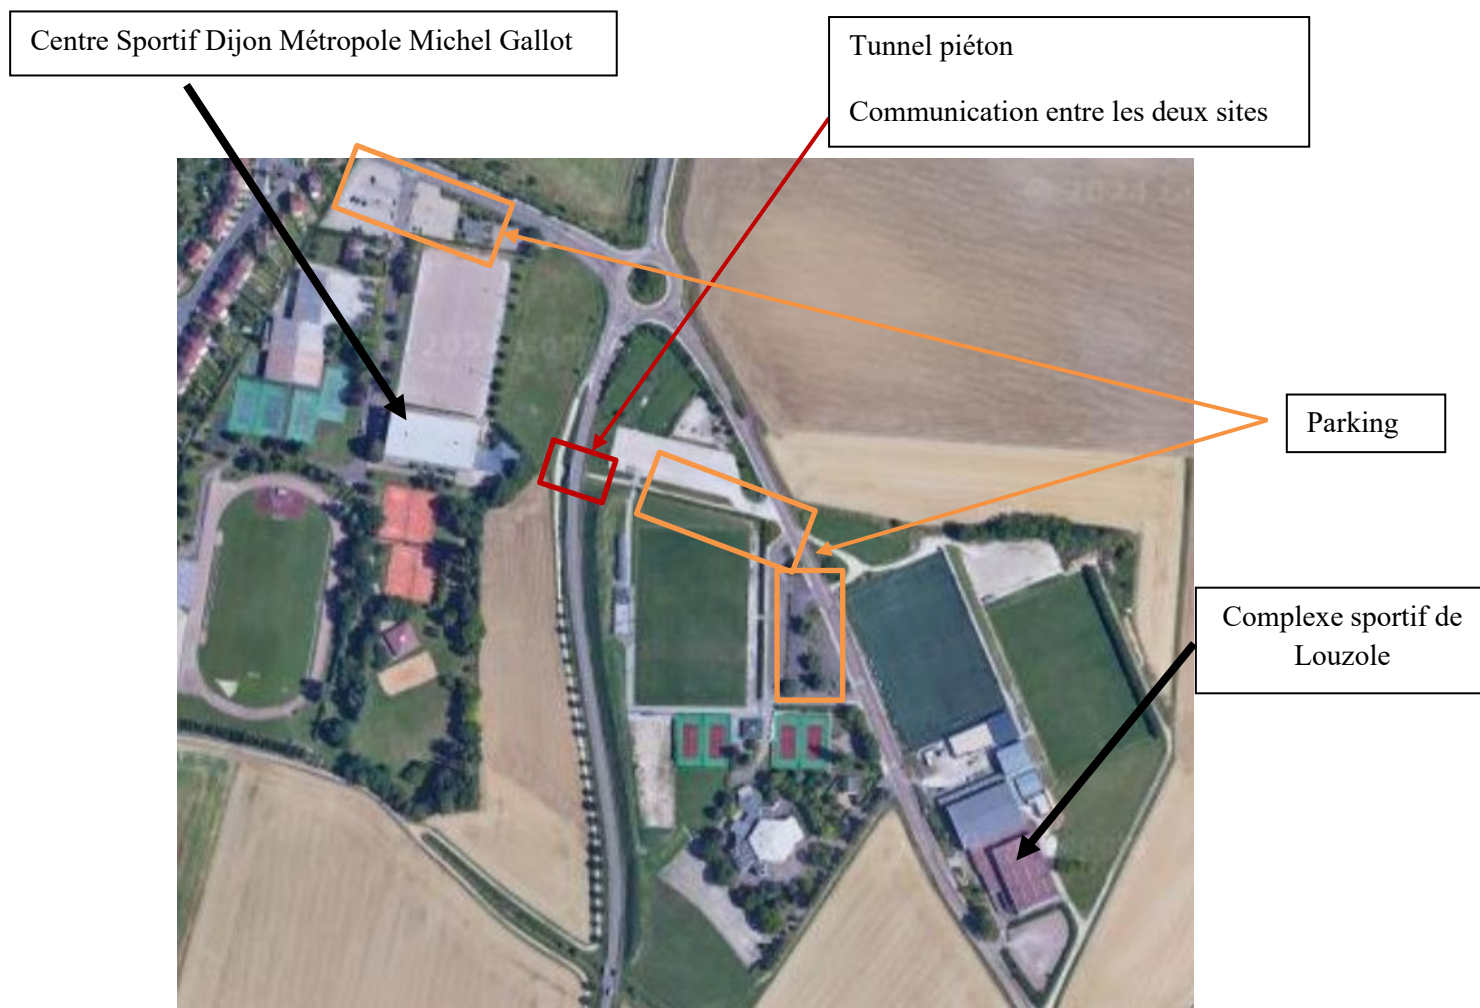 Centre Sportif Dijon Métropole Michel Gallot
Tunnel piéton
Communication entre les deux sites
Parking
Complexe sportif de
Louzole